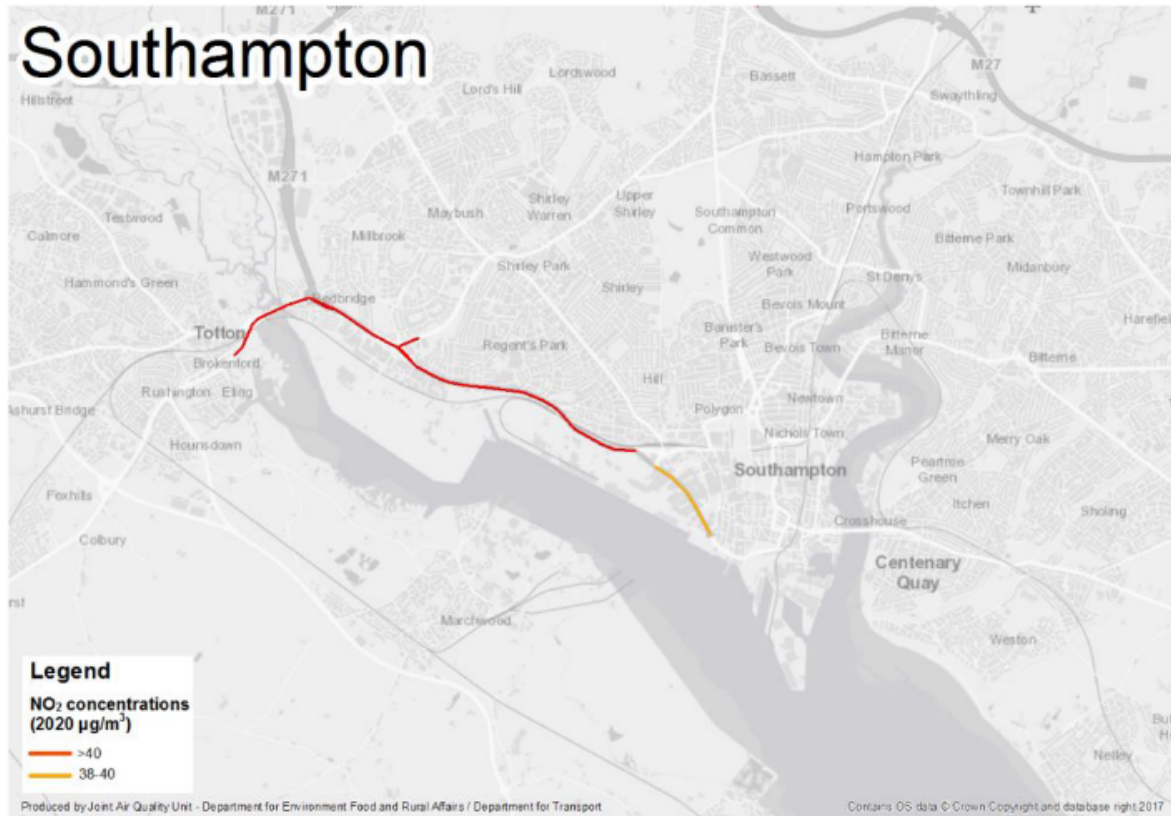 Southampton
M271
M27
Lordswood
Bassett
Hillstreet
Lord's Hill
Swaythling
Hampton Park
M271
Shirley
Warren
Upper
Shirley
Townhill Park
Testwood
Maybush
Southampton
Common
Portswood
Calmore
Millbrook
Bitterne Park
Westwood
Park
Midanbury
Shirley Park
St Denys
Hammond's Green
Shirley
Redbridge
Bevois Mount
Totton
Banister's
Park
Bitterne
Manor
Harefiel
Regent's Park
Bevois Town
Bitterne
Brokenford
Hill
Rushington
Eling
Newtown
Ashurst Bridge
Polygon
Nichols Town
Merry Oak
Hounsdown
Southampton
Peartree
Green
Foxhills
Itchen
Sholing
Crosshouse
Colbury
Centenary
Quay
rst
Marchwood
Weston
Netley
Legend
NO₂ concentrations
(2020 µg/m³)
>40
38-40
Produced by Joint Air Quality Unit - Department for Environment Food and Rural Affairs / Department for Transport
Contains OS data © Crown Copyright and database right 2017